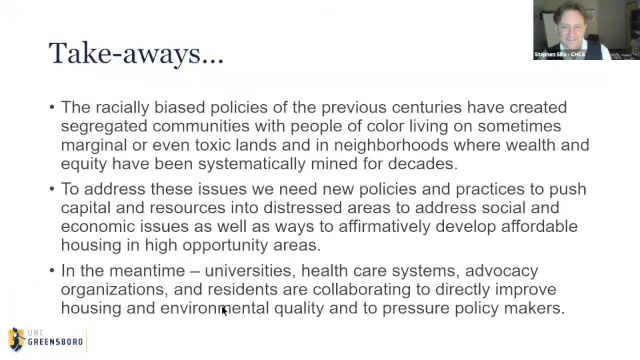 Stephen Sills - CHCS
Take-aways...
• The racially biased policies of the previous centuries have created
segregated communities with people of color living on sometimes
marginal or even toxic lands and in neighborhoods where wealth and
equity have been systematically mined for decades.
• To address these issues we need new policies and practices to push
capital and resources into distressed areas to address social and
economic issues as well as ways to affirmatively develop affordable
housing in high opportunity areas.
• In the meantime – universities, health care systems, advocacy
organizations, and residents are collaborating to directly improve
housing and environmental quality and to pressure policy makers.
UNC
GREENSBORO